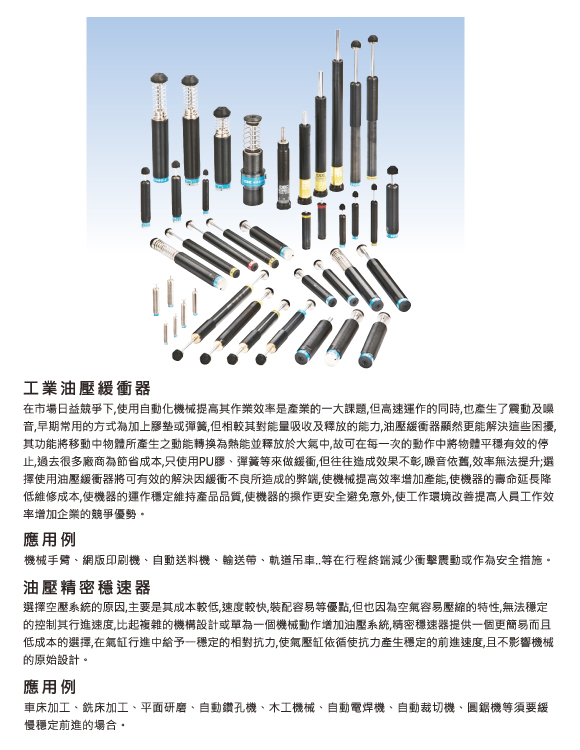 工業油壓緩衝器
在市場日益競爭下,使用自動化機械提高其作業效率是產業的一大課題,但高速運作的同時,也產生了震動及噪
音,早期常用的方式為加上膠墊或彈簧,但相較其對能量吸收及釋放的能力,油壓緩衝器顯然更能解決這些困擾,
其功能將移動中物體所產生之動能轉換為熱能並釋放於大氣中,故可在每一次的動作中將物體平穩有效的停
止,過去很多廠商為節省成本,只使用PU膠、彈簧等來做緩衝,但往往造成效果不彰,噪音依舊,效率無法提升;選
擇使用油壓緩衝器將可有效的解決因緩衝不良所造成的弊端,使機械提高效率增加產能,使機器的壽命延長降
低維修成本,使機器的運作穩定維持產品品質,使機器的操作更安全避免意外,使工作環境改善提高人員工作效
率增加企業的競爭優勢。
應用例
機械手臂、網版印刷機、自動送料機、輸送帶、軌道吊車..等在行程終端減少衝擊震動或作為安全措施。
油壓精密穩速器
選擇空壓系統的原因,主要是其成本較低,速度較快,裝配容易等優點,但也因為空氣容易壓縮的特性,無法穩定
的控制其行進速度,比起複雜的機構設計或單為一個機械動作增加油壓系統,精密穩速器提供一個更簡易而且
低成本的選擇,在氣缸行進中給予一穩定的相對抗力,使氣壓缸依循使抗力產生穩定的前進速度,且不影響機械
的原始設計。
應用例
車床加工、銑床加工、平面研磨、自動鑽孔機、木工機械、自動電焊機、自動裁切機、圓鋸機等須要緩
慢穩定前進的場合。